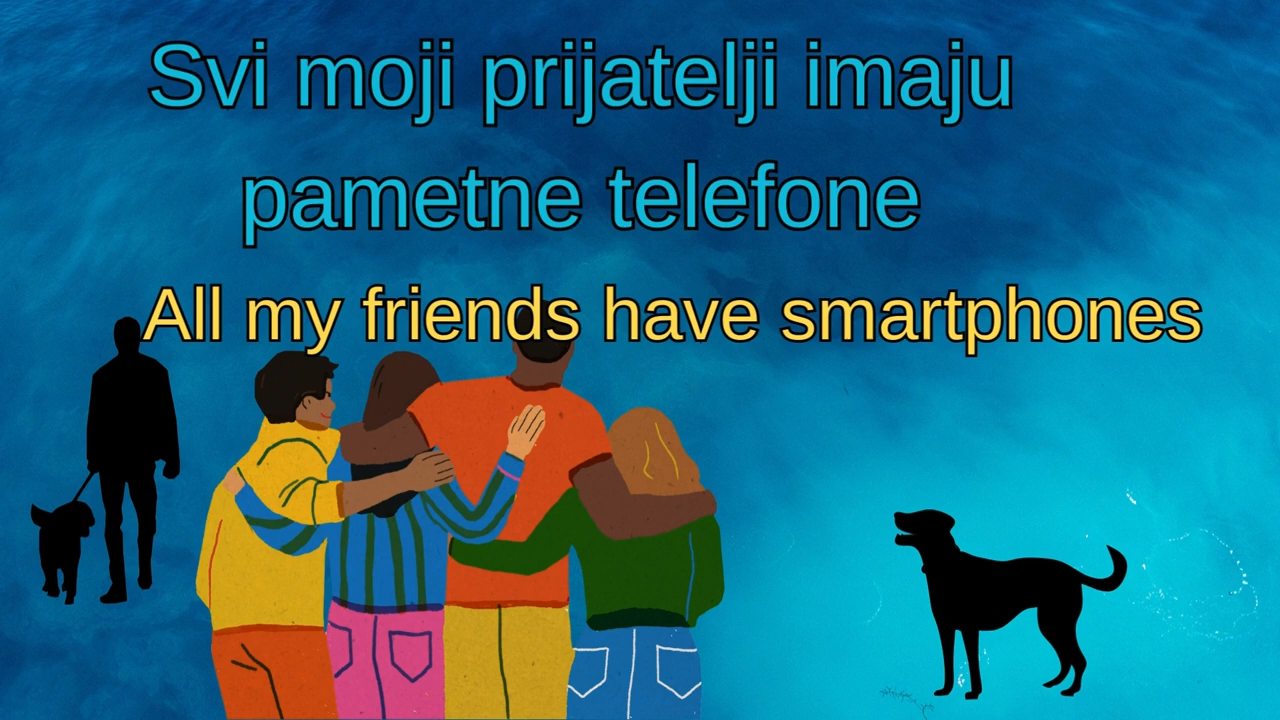 Svi moji prijatelji imaju
pametne telefone
All my friends have smartphones